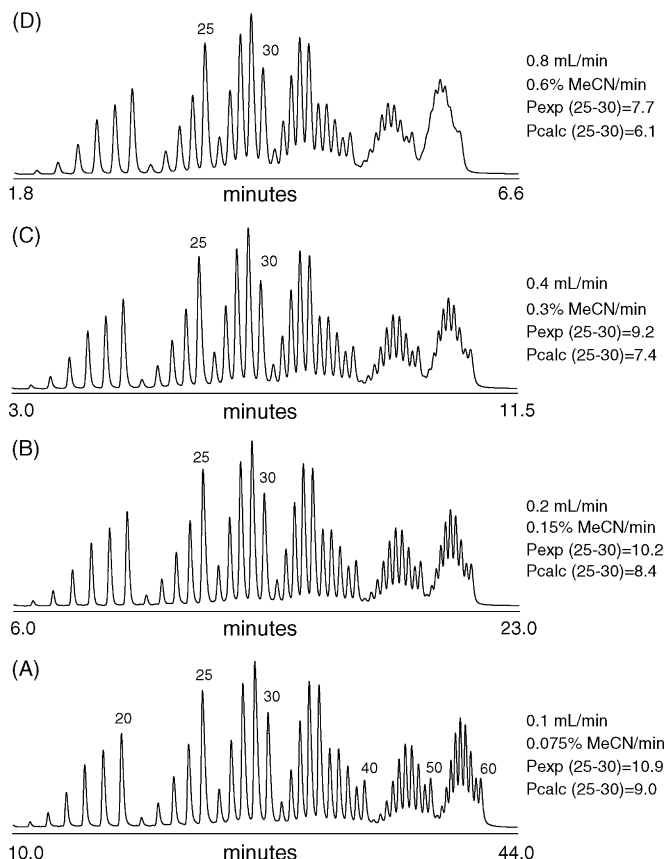 (D)
25
30
0.8 mL/min
0.6% MeCN/min
Pexp (25-30)=7.7
Pcalc (25-30)=6.1
1.8 minutes 6.6
(C)
25
30
0.4 mL/min
0.3% MeCN/min
Pexp (25-30)=9.2
Pcalc (25-30)=7.4
3.0 minutes 11.5
(B)
25
30
0.2 mL/min
0.15% MeCN/min
Pexp (25-30)=10.2
Pcalc (25-30)=8.4
6.0 minutes 23.0
(A)
20
25
30
40
50
60
0.1 mL/min
0.075% MeCN/min
Pexp (25-30)=10.9
Pcalc (25-30)=9.0
10.0 minutes 44.0